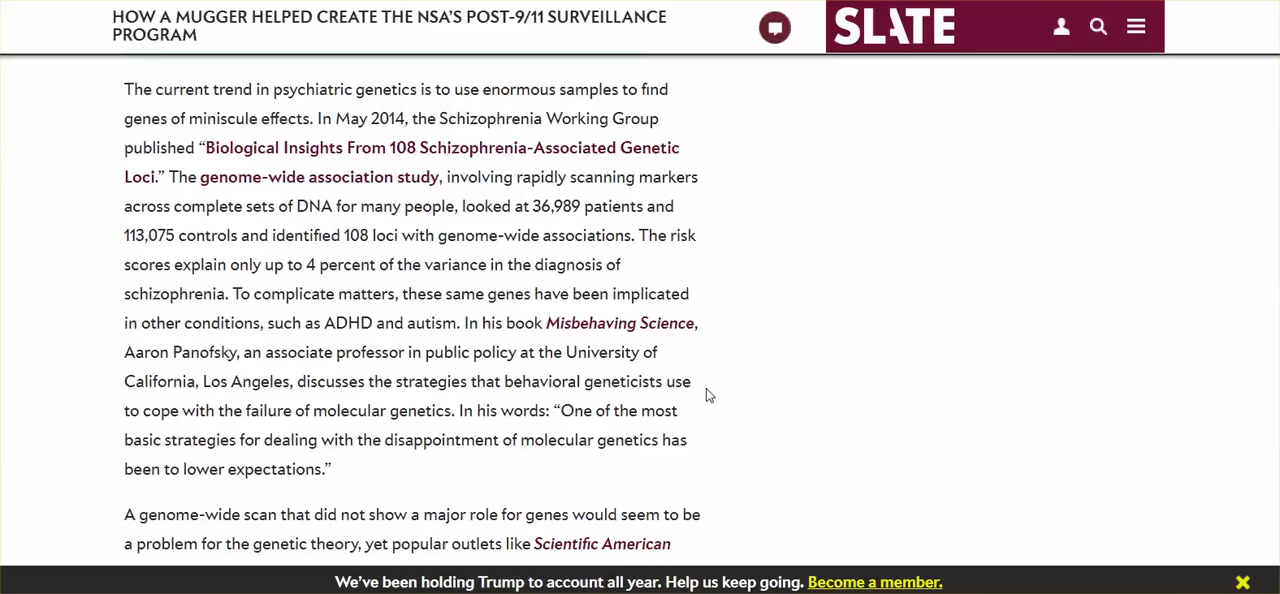 HOW A MUGGER HELPED CREATE THE NSA'S POST-9/11 SURVEILLANCE
PROGRAM
SLATE
The current trend in psychiatric genetics is to use enormous samples to find
genes of miniscule effects. In May 2014, the Schizophrenia Working Group
published “Biological Insights From 108 Schizophrenia-Associated Genetic
Loci.” The genome-wide association study, involving rapidly scanning markers
across complete sets of DNA for many people, looked at 36,989 patients and
113,075 controls and identified 108 loci with genome-wide associations. The risk
scores explain only up to 4 percent of the variance in the diagnosis of
schizophrenia. To complicate matters, these same genes have been implicated
in other conditions, such as ADHD and autism. In his book Misbehaving Science,
Aaron Panofsky, an associate professor in public policy at the University of
California, Los Angeles, discusses the strategies that behavioral geneticists use
to cope with the failure of molecular genetics. In his words: “One of the most
basic strategies for dealing with the disappointment of molecular genetics has
been to lower expectations.”
A genome-wide scan that did not show a major role for genes would seem to be
a problem for the genetic theory, yet popular outlets like Scientific American
We've been holding Trump to account all year. Help us keep going. Become a member.